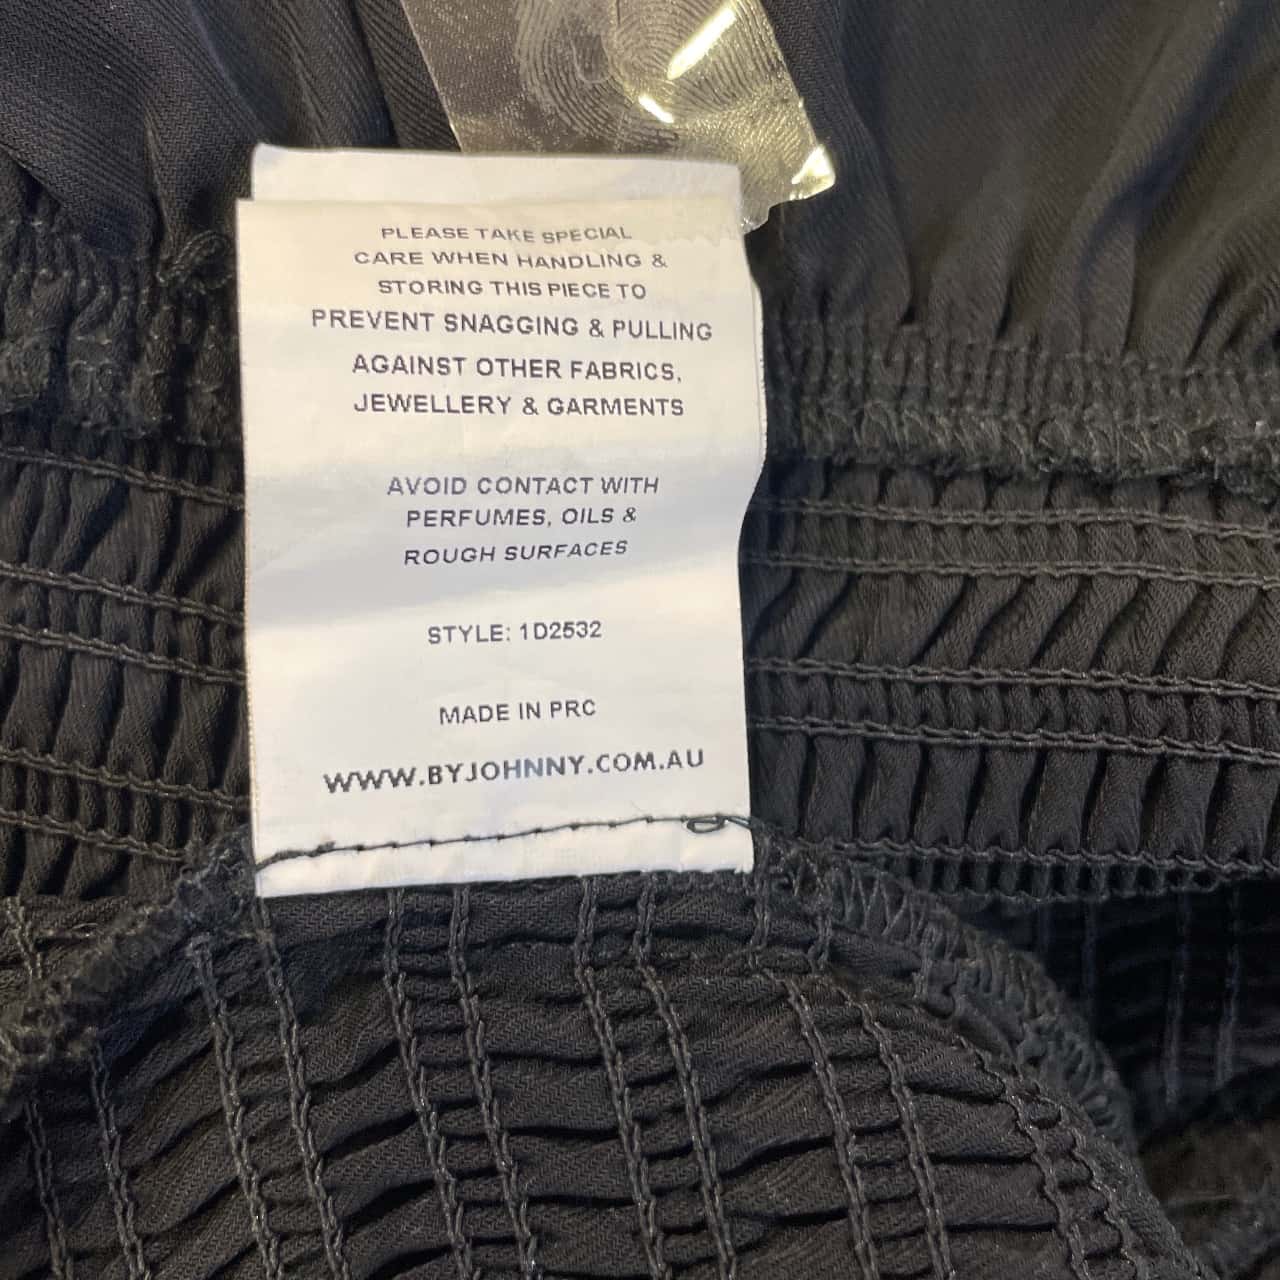 PLEASE TAKE SPECIAL
CARE WHEN HANDLING &
STORING THIS PIECE TO
PREVENT SNAGGING & PULLING
AGAINST OTHER FABRICS,
JEWELLERY & GARMENTS
AVOID CONTACT WITH
PERFUMES, OILS &
ROUGH SURFACES
STYLE: 1D2532
MADE IN PRC
WWW.BYJOHNNY.COM.AU